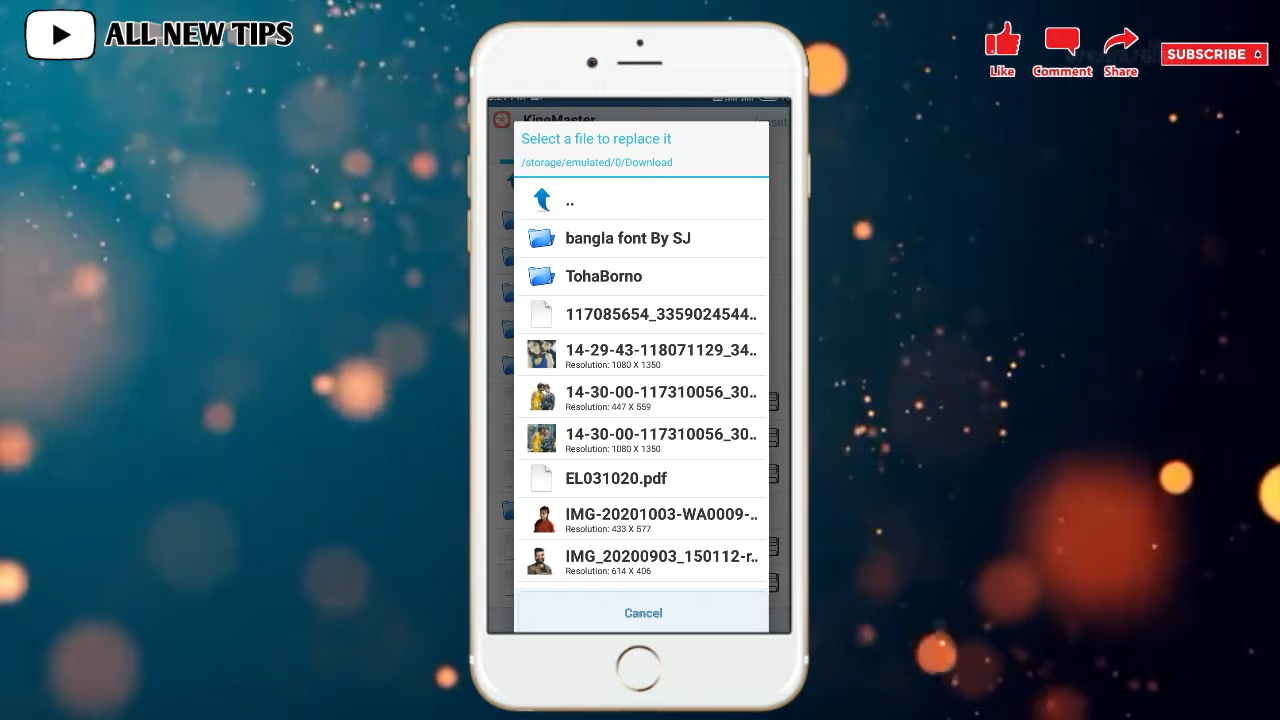 ALL NEW TIPS
Like
Comment
Share
SUBSCRIBE
KineMaster
Select a file to replace it
/storage/emulated/0/Download
..
bangla font By SJ
TohaBorno
117085654_3359024544..
14-29-43-118071129_34..
Resolution: 1080 X 1350
14-30-00-117310056_30..
Resolution: 447 X 559
14-30-00-117310056_30..
Resolution: 1080 X 1350
EL031020.pdf
IMG-20201003-WA0009-..
Resolution: 433 X 577
IMG_20200903_150112-r..
Resolution: 614 X 406
Cancel